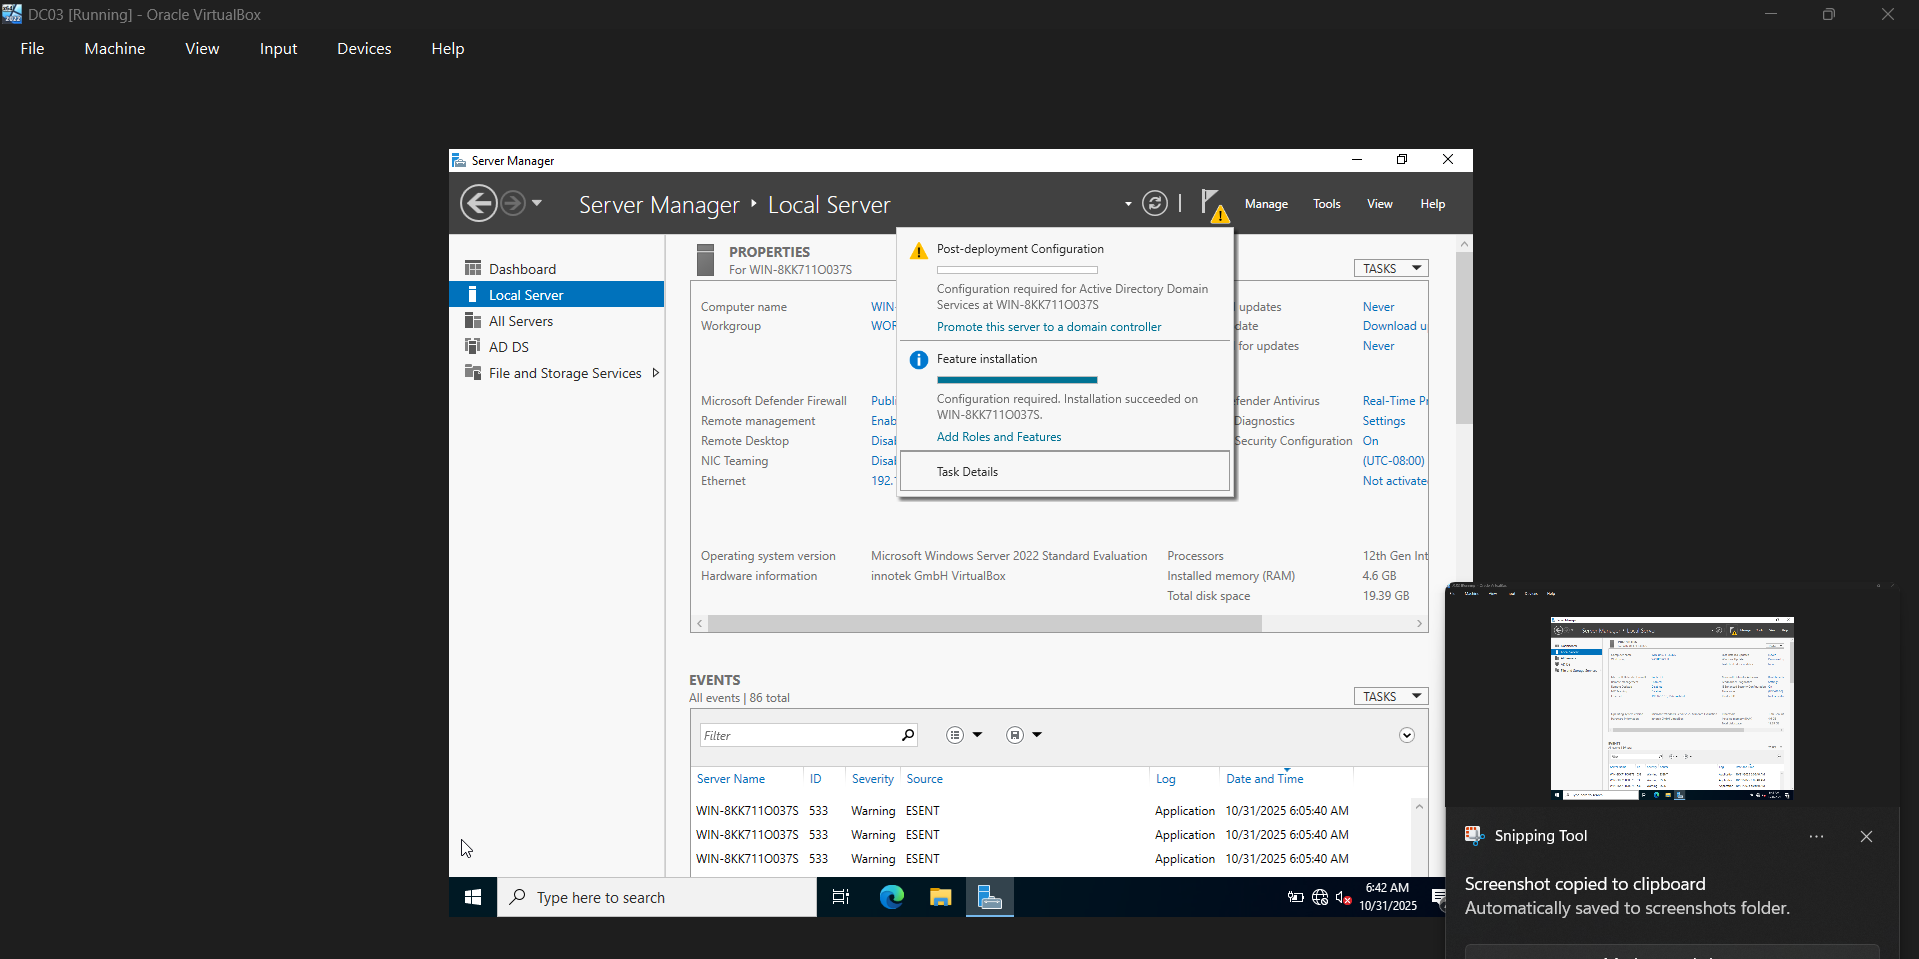 DC03 [Running] - Oracle VirtualBox
File Machine View Input Devices Help
Server Manager
Server Manager Local Server
Manage Tools View Help
Dashboard
Local Server
All Servers
AD DS
File and Storage Services
PROPERTIES
For WIN-8KK711O037S
TASKS
Computer name WIN-
Workgroup WOR
Microsoft Defender Firewall Publi
Remote management Enab
Remote Desktop Disa
NIC Teaming Disa
Ethernet 192.
Post-deployment Configuration
Configuration required for Active Directory Domain
Services at WIN-8KK711O037S
Promote this server to a domain controller
Feature installation
Configuration required. Installation succeeded on
WIN-8KK711O037S.
Add Roles and Features
Task Details
updates Never
date Download u
for updates Never
efender Antivirus Real-Time P
Diagnostics Settings
Security Configuration On
(UTC-08:00)
Not activate
Operating system version Microsoft Windows Server 2022 Standard Evaluation Processors 12th Gen Int
Hardware information innotek GmbH VirtualBox Installed memory (RAM) 4.6 GB
Total disk space 19.39 GB
EVENTS
All events | 86 total
TASKS
Filter
Server Name ID Severity Source Log Date and Time
WIN-8KK711O037S 533 Warning ESENT Application 10/31/2025 6:05:40 AM
WIN-8KK711O037S 533 Warning ESENT Application 10/31/2025 6:05:40 AM
WIN-8KK711O037S 533 Warning ESENT Application 10/31/2025 6:05:40 AM
Type here to search
6:42 AM
10/31/2025
Snipping Tool
Screenshot copied to clipboard
Automatically saved to screenshots folder.